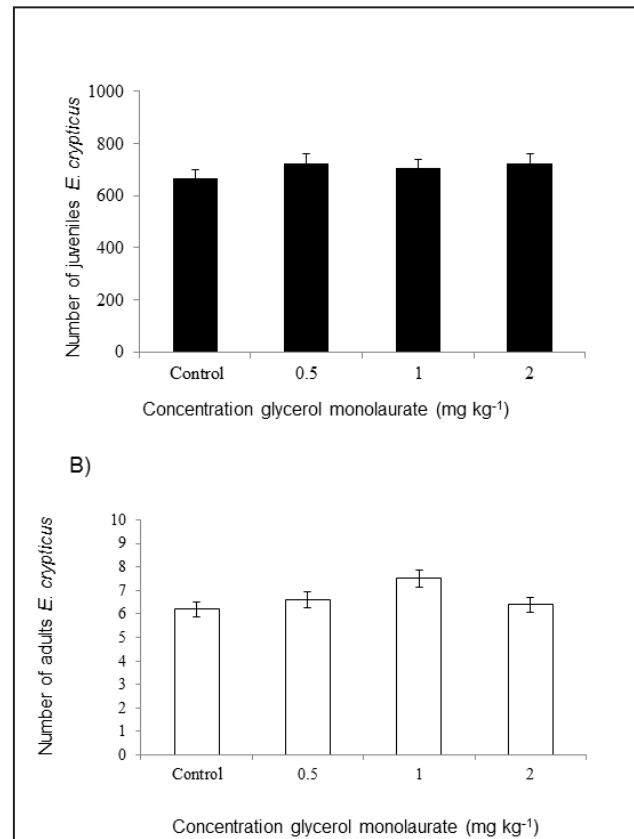 1000
800
600
400
200
0
Number of juveniles E. crypticus
Control 0.5 1 2
Concentration glycerol monolaurate (mg kg-1)
B)
10
9
8
7
6
5
4
3
2
1
0
Number of adults E. crypticus
Control 0.5 1 2
Concentration glycerol monolaurate (mg kg-1)